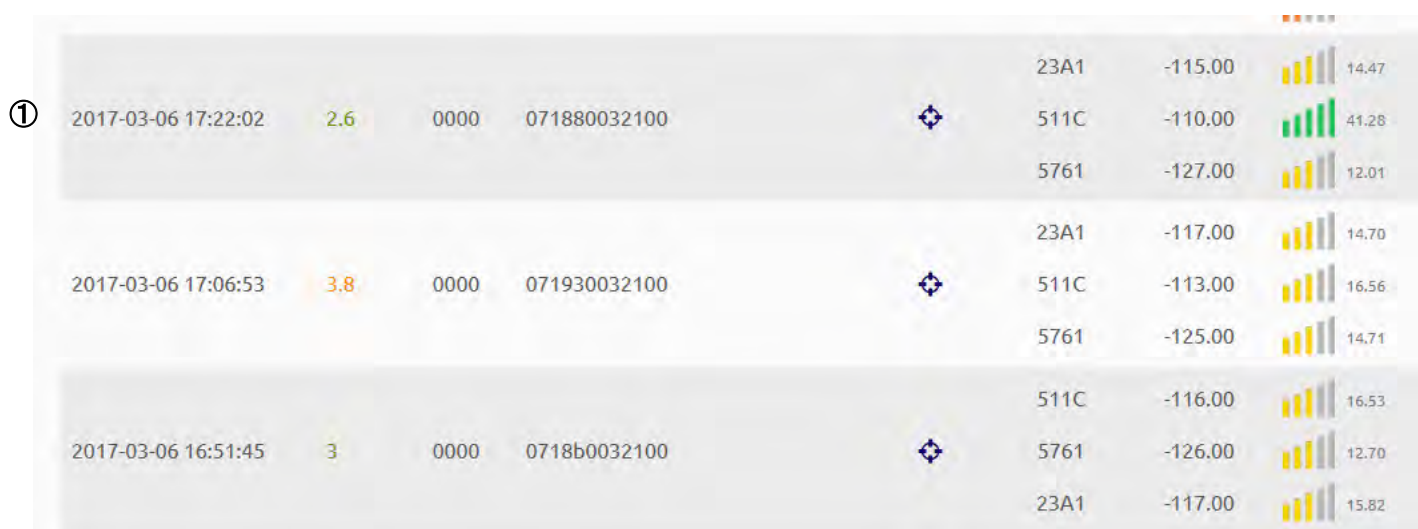 23A1 -115.00 14.47
① 2017-03-06 17:22:02 2.6 0000 071880032100 511C -110.00 41.28
5761 -127.00 12.01
23A1 -117.00 14.70
2017-03-06 17:06:53 3.8 0000 071930032100 511C -113.00 16.56
5761 -125.00 14.71
511C -116.00 16.53
2017-03-06 16:51:45 3 0000 0718b0032100 5761 -126.00 12.70
23A1 -117.00 15.82